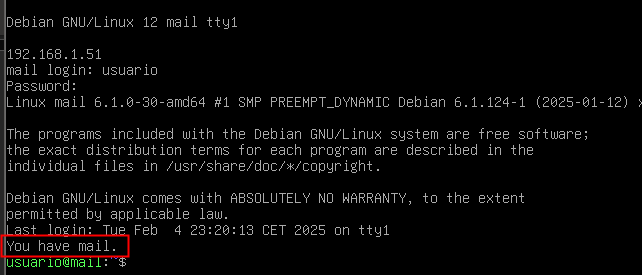 Debian GNU/Linux 12 mail tty1
192.168.1.51
mail login: usuario
Password:
Linux mail 6.1.0-30-amd64 #1 SMP PREEMPT_DYNAMIC Debian 6.1.124-1 (2025-01-12) x
The programs included with the Debian GNU/Linux system are free software;
the exact distribution terms for each program are described in the
individual files in /usr/share/doc/*/copyright.
Debian GNU/Linux comes with ABSOLUTELY NO WARRANTY, to the extent
permitted by applicable law.
Last login: Tue Feb  4 23:20:13 CET 2025 on tty1
You have mail.
usuario@mail:~$